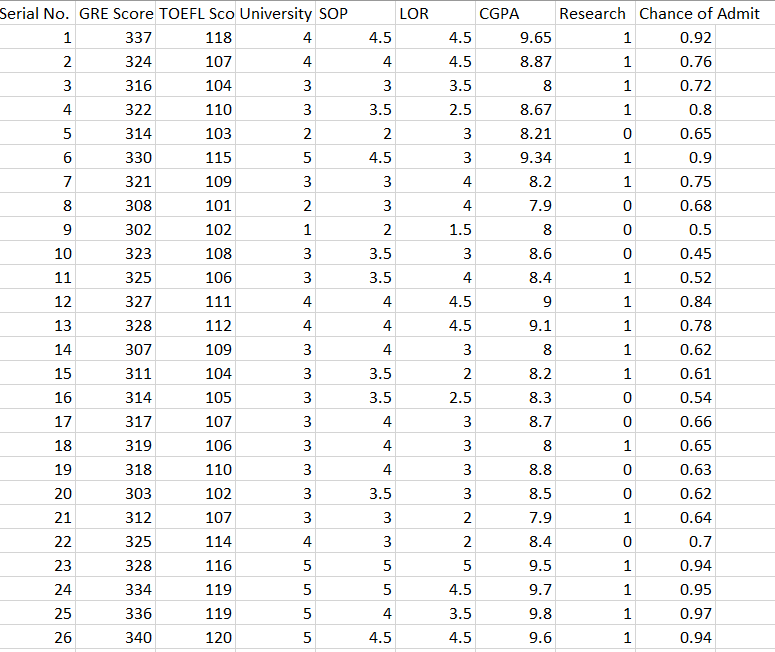 Serial No. GRE Score TOEFL Sco University SOP LOR CGPA Research Chance of Admit
1 337 118 4 4.5 4.5 9.65 1 0.92
2 324 107 4 4 4.5 8.87 1 0.76
3 316 104 3 3 3.5 8 1 0.72
4 322 110 3 3.5 2.5 8.67 1 0.8
5 314 103 2 2 3 8.21 0 0.65
6 330 115 5 4.5 3 9.34 1 0.9
7 321 109 3 3 4 8.2 1 0.75
8 308 101 2 3 4 7.9 0 0.68
9 302 102 1 2 1.5 8 0 0.5
10 323 108 3 3.5 3 8.6 0 0.45
11 325 106 3 3.5 4 8.4 1 0.52
12 327 111 4 4 4.5 9 1 0.84
13 328 112 4 4 4.5 9.1 1 0.78
14 307 109 3 4 3 8 1 0.62
15 311 104 3 3.5 2 8.2 1 0.61
16 314 105 3 3.5 2.5 8.3 0 0.54
17 317 107 3 4 3 8.7 0 0.66
18 319 106 3 4 3 8 1 0.65
19 318 110 3 4 3 8.8 0 0.63
20 303 102 3 3.5 3 8.5 0 0.62
21 312 107 3 3 2 7.9 1 0.64
22 325 114 4 3 2 8.4 0 0.7
23 328 116 5 5 5 9.5 1 0.94
24 334 119 5 5 4.5 9.7 1 0.95
25 336 119 5 4 3.5 9.8 1 0.97
26 340 120 5 4.5 4.5 9.6 1 0.94